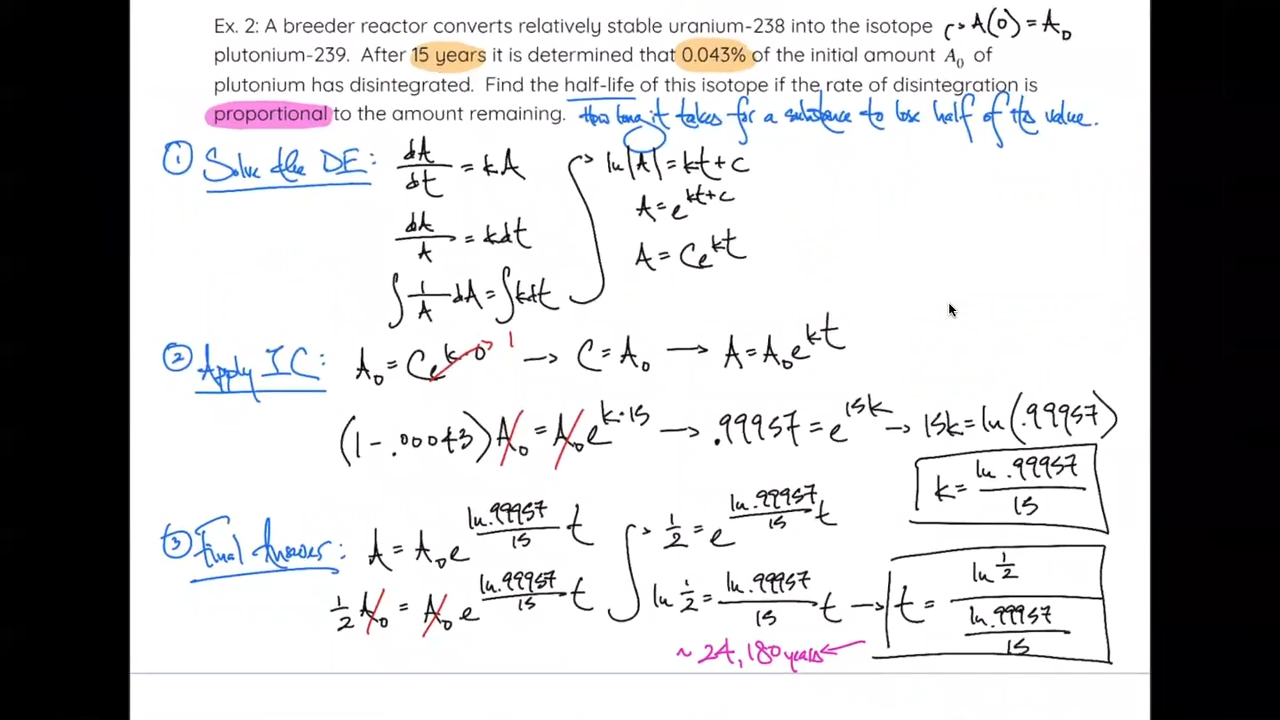 Ex. 2: A breeder reactor converts relatively stable uranium-238 into the isotope → A(0) = A₀
plutonium-239. After 15 years it is determined that 0.043% of the initial amount A₀ of
plutonium has disintegrated. Find the half-life of this isotope if the rate of disintegration is
proportional to the amount remaining. How long it takes for a substance to lose half of its value.
① Solve the DE: dA/dt = kA
ln|A| = kt + c
dA/A = kdt
A = e^(kt+c)
∫ 1/A dA = ∫ kdt
A = Ce^(kt)
② Apply IC: A₀ = Ce^(k·0) 1 → C = A₀ → A = A₀e^(kt)
(1 - .00043)A₀ = A₀e^(k·15) → .99957 = e^(15k) → 15k = ln(.99957)
k = ln .99957 / 15
③ Final Answer: A = A₀e^((ln .99957 / 15) t)
1/2 A₀ = A₀e^((ln .99957 / 15) t)
1/2 = e^((ln .99957 / 15) t)
ln 1/2 = (ln .99957 / 15) t → t = ln 1/2 / (ln .99957 / 15)
~ 24,180 years ←